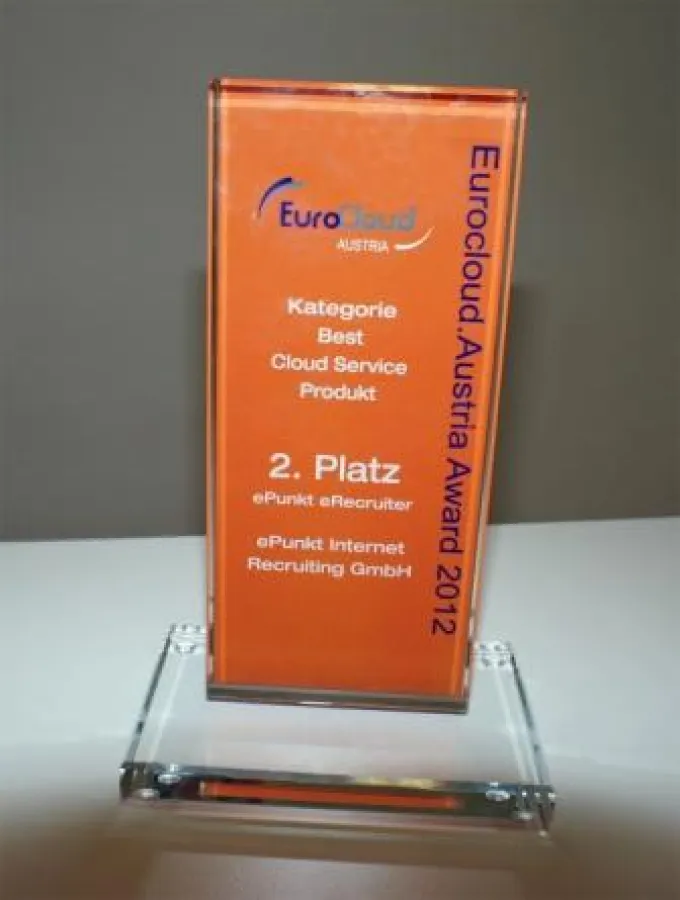 EuroCloud
AUSTRIA
Kategorie
Best
Cloud Service
Produkt
2. Platz
ePunkt eRecruiter
ePunkt Internet
Recruiting GmbH
Eurocloud.Austria Award 2012